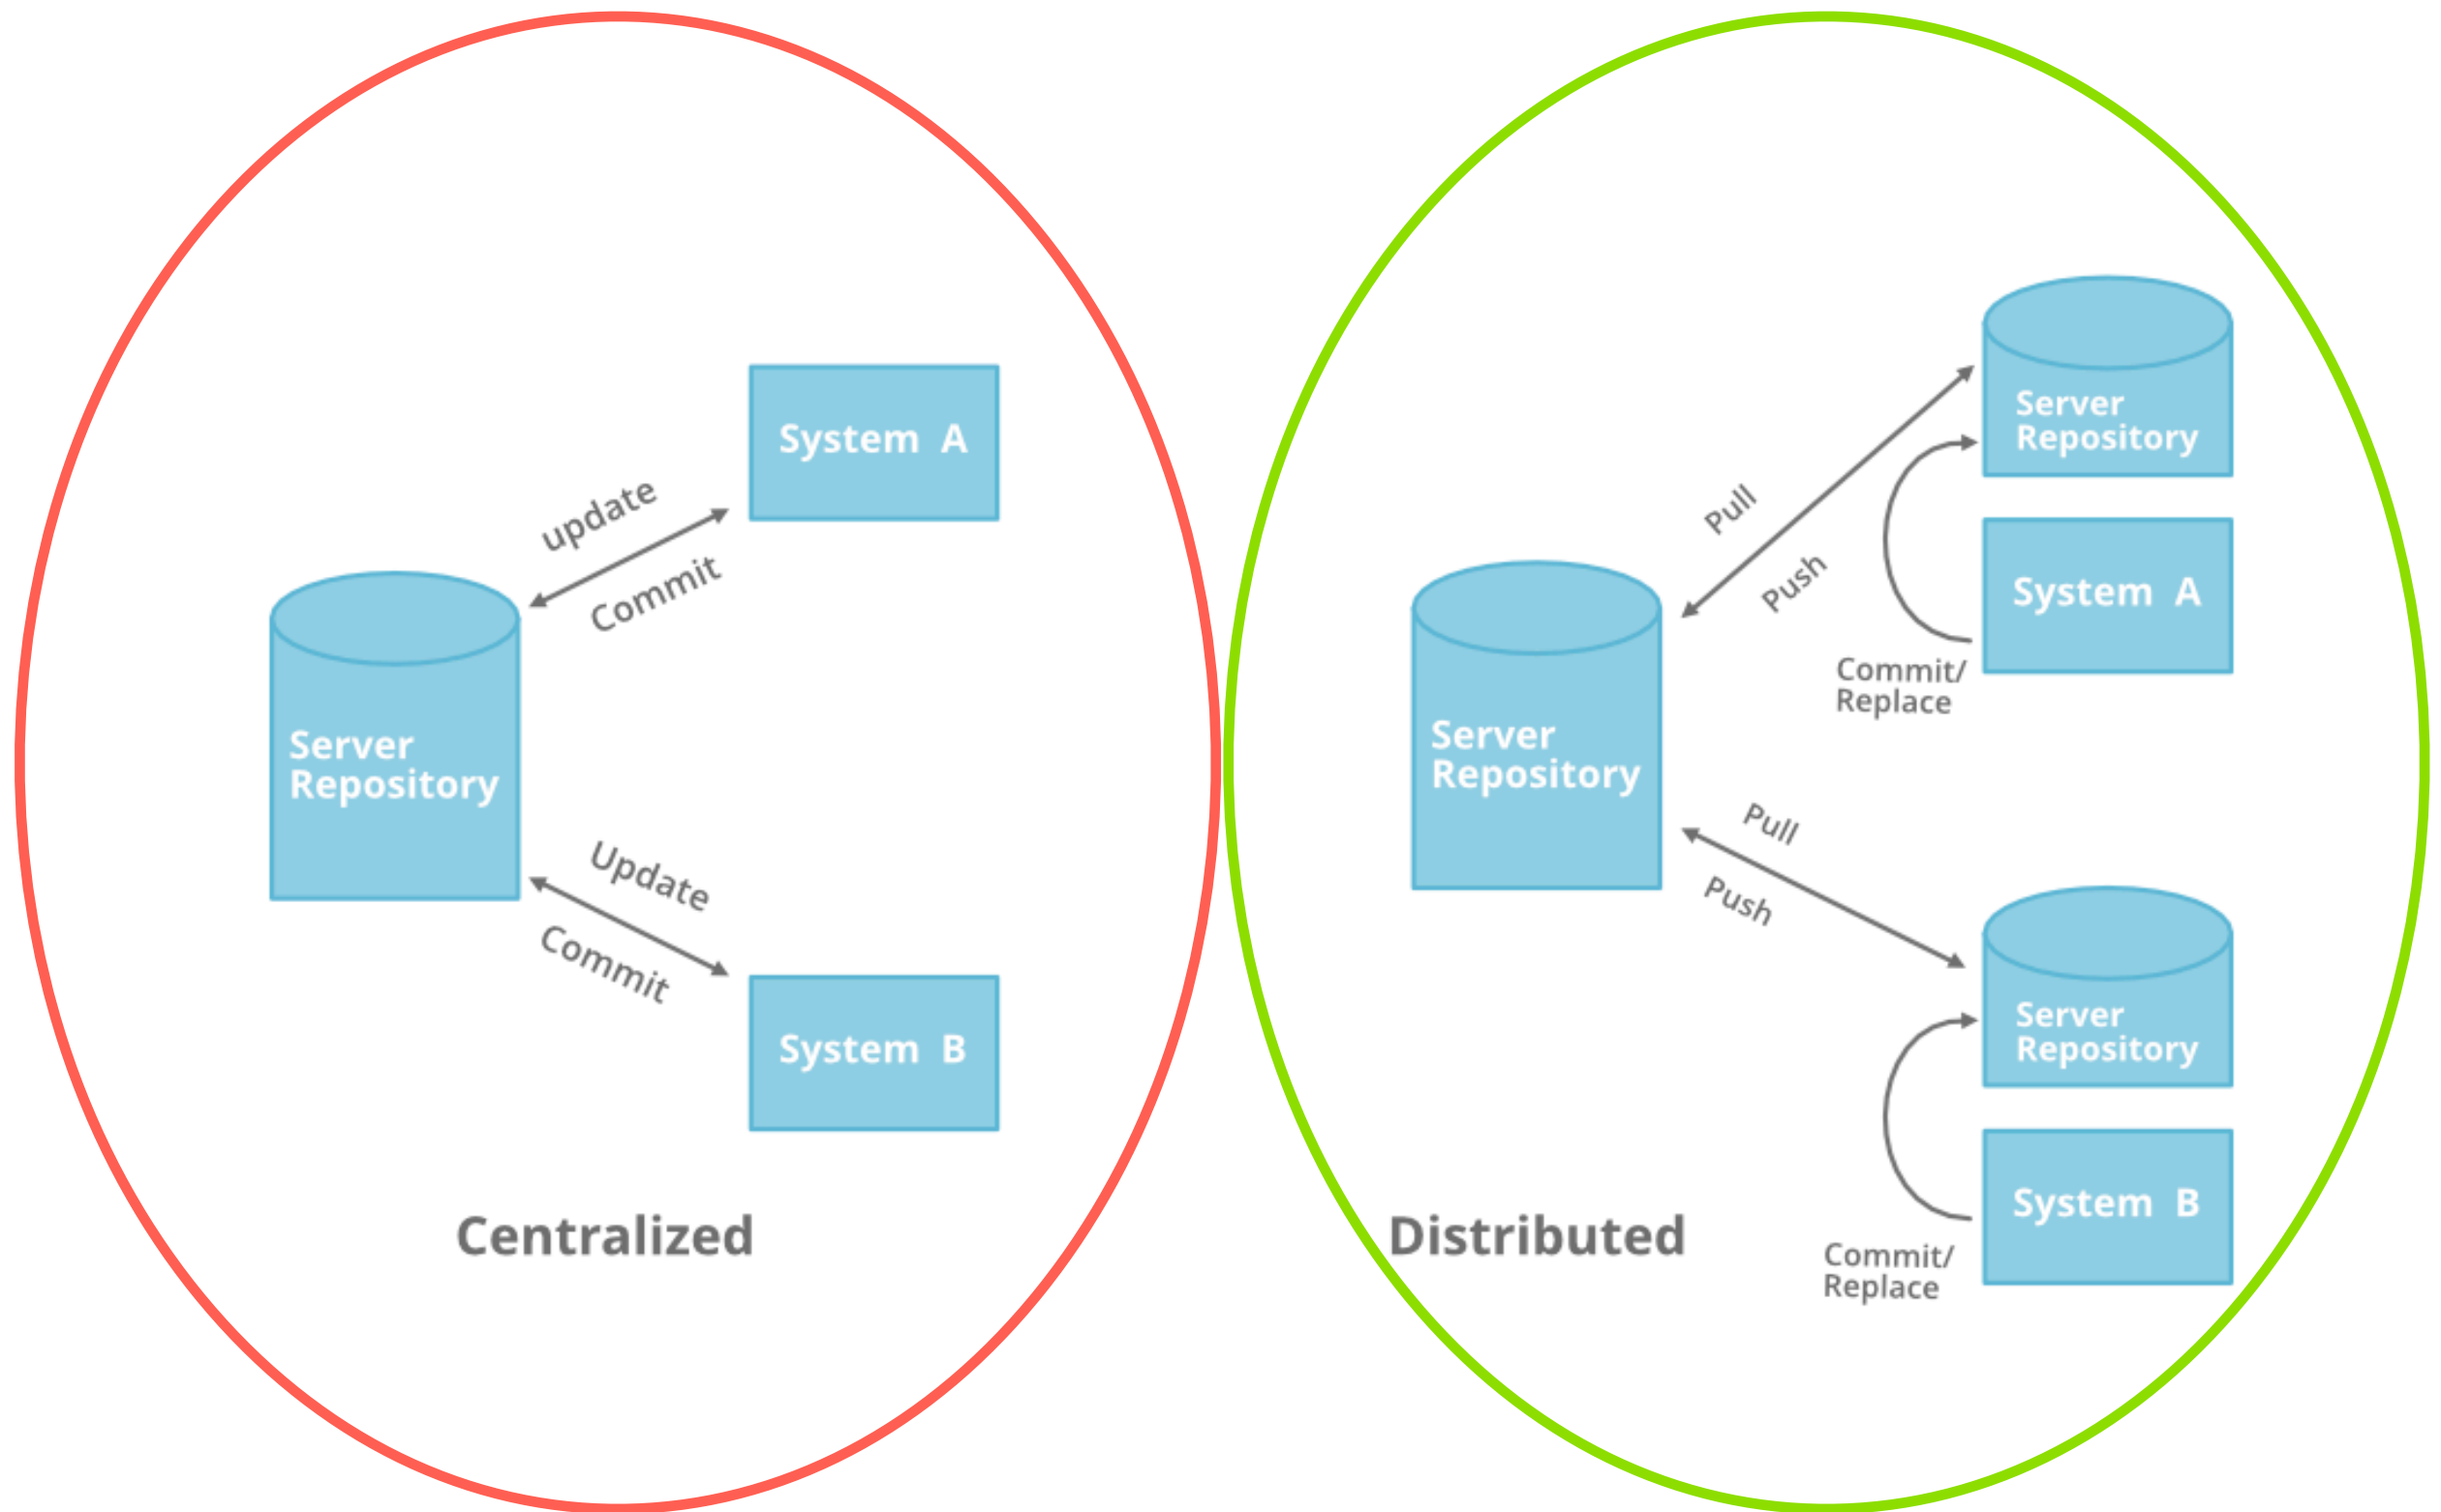 System A
update
Commit
Server
Repository
Update
Commit
System B
Centralized
Server
Repository
Pull
Push
System A
Commit/
Replace
Server
Repository
Pull
Push
Server
Repository
System B
Commit/
Replace
Distributed